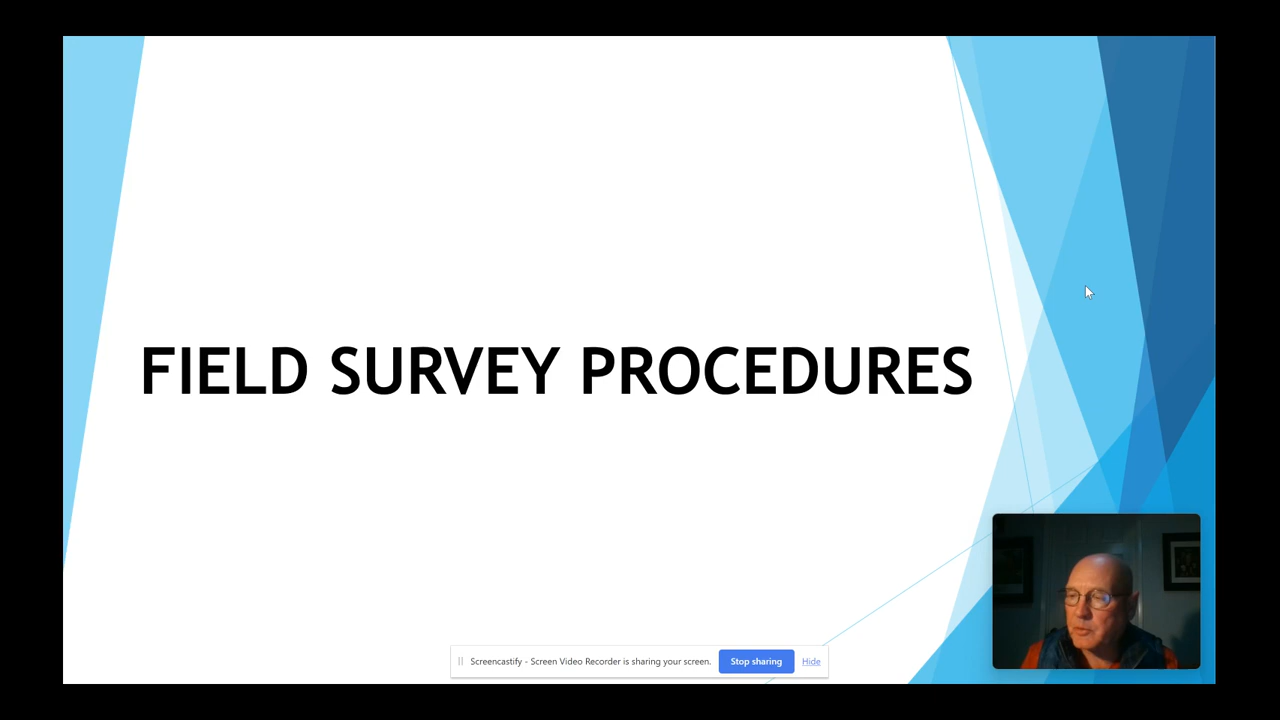 FIELD SURVEY PROCEDURES
Screencastify - Screen Video Recorder is sharing your screen. Stop sharing Hide